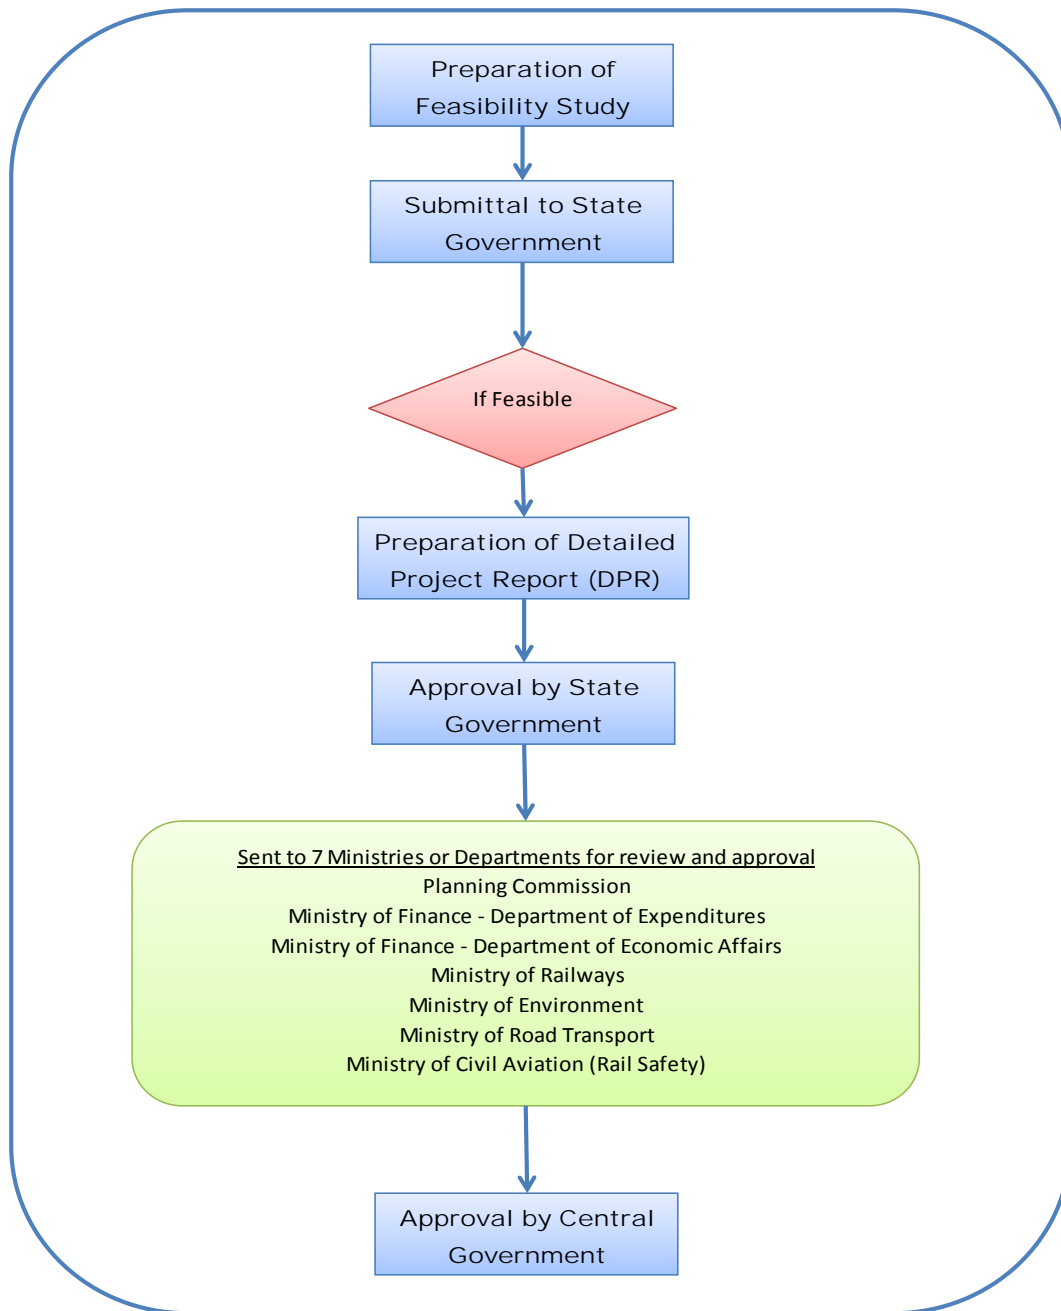 Preparation of
Feasibility Study
Submittal to State
Government
If Feasible
Preparation of Detailed
Project Report (DPR)
Approval by State
Government
Sent to 7 Ministries or Departments for review and approval
Planning Commission
Ministry of Finance - Department of Expenditures
Ministry of Finance - Department of Economic Affairs
Ministry of Railways
Ministry of Environment
Ministry of Road Transport
Ministry of Civil Aviation (Rail Safety)
Approval by Central
Government